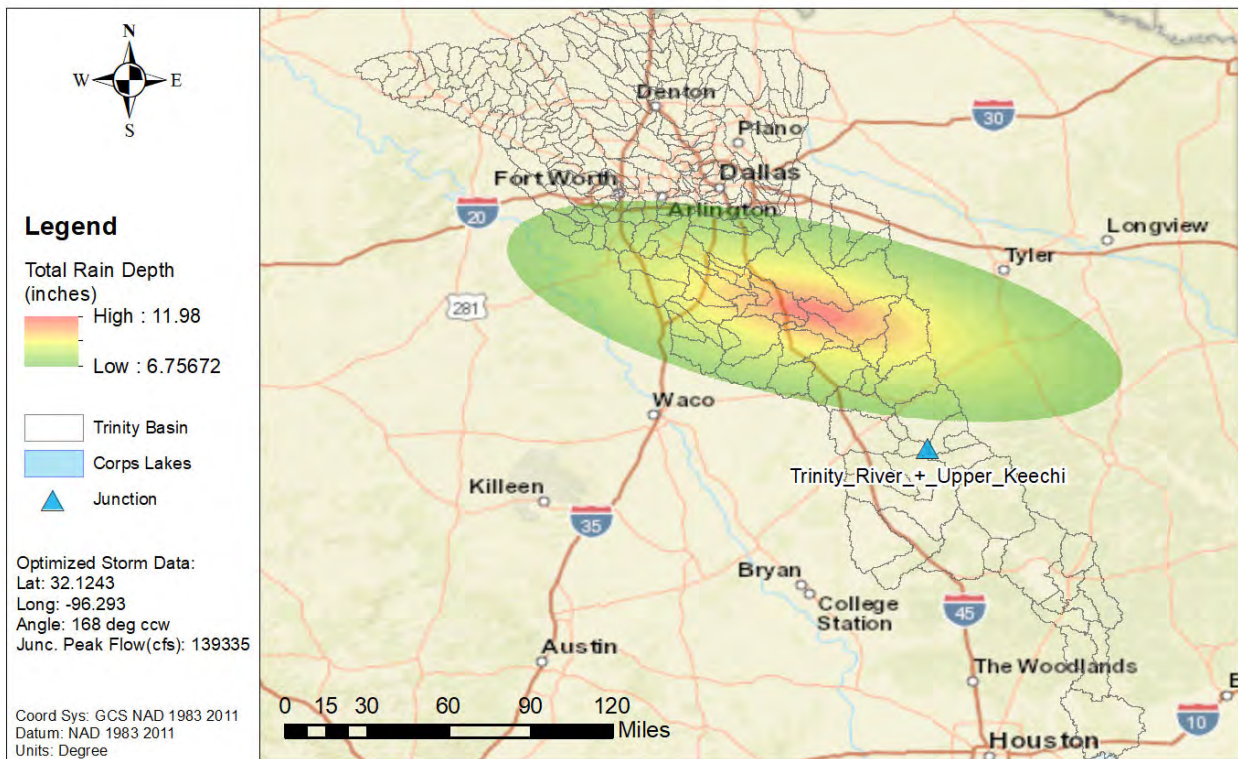 N
W E
S
Legend
Total Rain Depth
(inches)
High : 11.98
Low : 6.75672
Trinity Basin
Corps Lakes
Junction
Optimized Storm Data:
Lat: 32.1243
Long: -96.293
Angle: 168 deg ccw
Junc. Peak Flow(cfs): 139335
Coord Sys: GCS NAD 1983 2011
Datum: NAD 1983 2011
Units: Degree
Denton
Plano
30
Dallas
Fort Worth
Arlington
20
Longview
Tyler
281
Waco
Trinity_River_+_Upper_Keechi
Killeen
35
Bryan
College
Station
45
Austin
The Woodlands
B
10
Houston
0 15 30 60 90 120
Miles